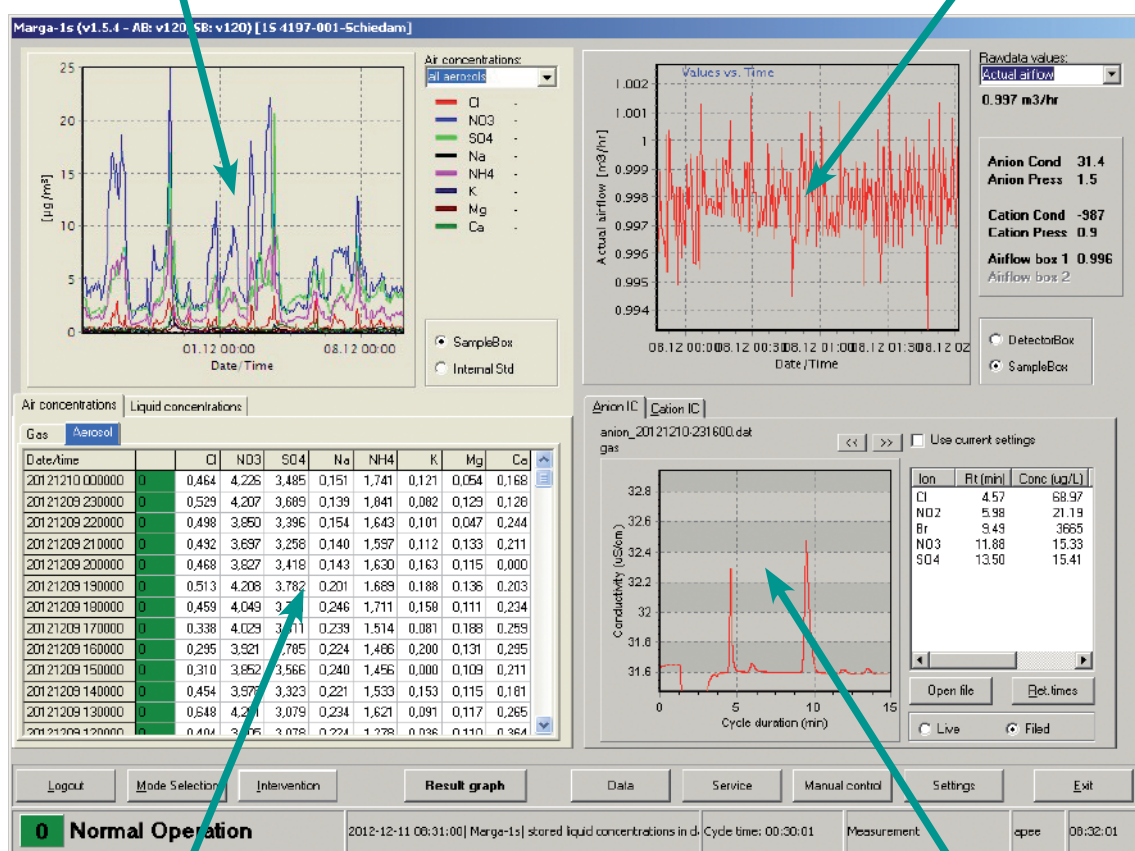 Marga-1s (v1.5.4 - AB: v120, SB: v120) [1S 4197-001-Schiedam]
25
20
15
10
5
0
[µg/m³]
01.12 00:00
08.12 00:00
Date/Time
Air concentrations:
all aerosols
Cl -
NO3 -
SO4 -
Na -
NH4 -
K -
Mg -
Ca -
SampleBox
Internal Std
Values vs. Time
1.002
1.001
1
0.999
0.998
0.997
0.996
0.995
0.994
Actual airflow [m3/hr]
08.12 00:00
08.12 00:30
08.12 01:00
08.12 01:30
08.12 02
Date/Time
Rawdata values:
Actual airflow
0.997 m3/hr
Anion Cond 31.4
Anion Press 1.5
Cation Cond -987
Cation Press 0.9
Airflow box 1 0.996
Airflow box 2
DetectorBox
SampleBox
Air concentrations Liquid concentrations
Gas Aerosol
Date/time Cl NO3 SO4 Na NH4 K Mg Ca
20121210 000000 0 0,464 4,226 3,485 0,151 1,741 0,121 0,054 0,168
20121209 230000 0 0,529 4,207 3,689 0,139 1,841 0,082 0,129 0,128
20121209 220000 0 0,498 3,850 3,396 0,154 1,643 0,101 0,047 0,244
20121209 210000 0 0,492 3,697 3,258 0,140 1,597 0,112 0,133 0,211
20121209 200000 0 0,468 3,827 3,418 0,143 1,630 0,163 0,115 0,000
20121209 190000 0 0,513 4,208 3,782 0,201 1,689 0,188 0,136 0,203
20121209 180000 0 0,459 4,049 0,246 1,711 0,158 0,111 0,234
20121209 170000 0 0,338 4,029 0,239 1,514 0,081 0,188 0,259
20121209 160000 0 0,295 3,921 0,224 1,486 0,200 0,131 0,295
20121209 150000 0 0,310 3,852 3,566 0,240 1,456 0,000 0,109 0,211
20121209 140000 0 0,454 3,323 0,221 1,533 0,153 0,115 0,181
20121209 130000 0 0,648 3,079 0,234 1,621 0,091 0,117 0,265
20121209 120000
Anion IC Cation IC
anion_20121210-231600.dat
gas
<< >>
Use current settings
32.8
32.6
32.4
32.2
32
31.8
31.6
Conductivity (uS/cm)
0 5 10 15
Cycle duration (min)
Ion Rt (min) Conc (ug/L)
Cl 4.57 68.97
NO2 5.98 21.19
Br 9.49 3665
NO3 11.88 15.33
SO4 13.50 15.41
Open file Ret.times
Live Filed
Logout Mode Selection Intervention Result graph Data Service Manual control Settings Exit
0 Normal Operation 2012-12-11 08:31:00| Marga-1s| stored liquid concentrations in d Cycle time: 00:30:01 Measurement apee 08:32:01